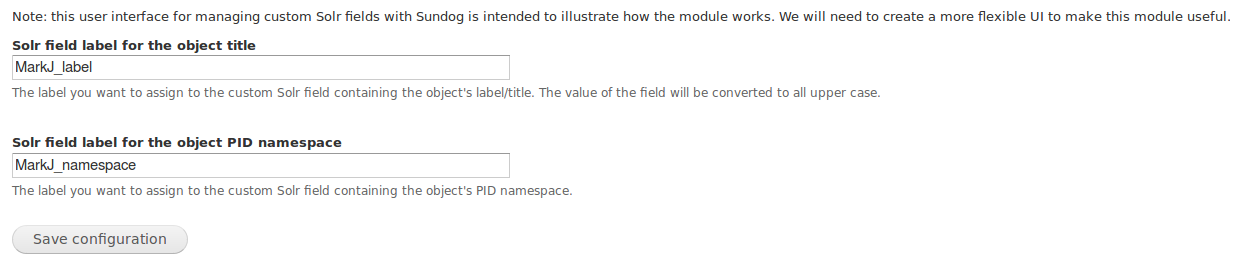 Note: this user interface for managing custom Solr fields with Sundog is intended to illustrate how the module works. We will need to create a more flexible UI to make this module useful.
Solr field label for the object title
MarkJ_label
The label you want to assign to the custom Solr field containing the object's label/title. The value of the field will be converted to all upper case.
Solr field label for the object PID namespace
MarkJ_namespace
The label you want to assign to the custom Solr field containing the object's PID namespace.
Save configuration